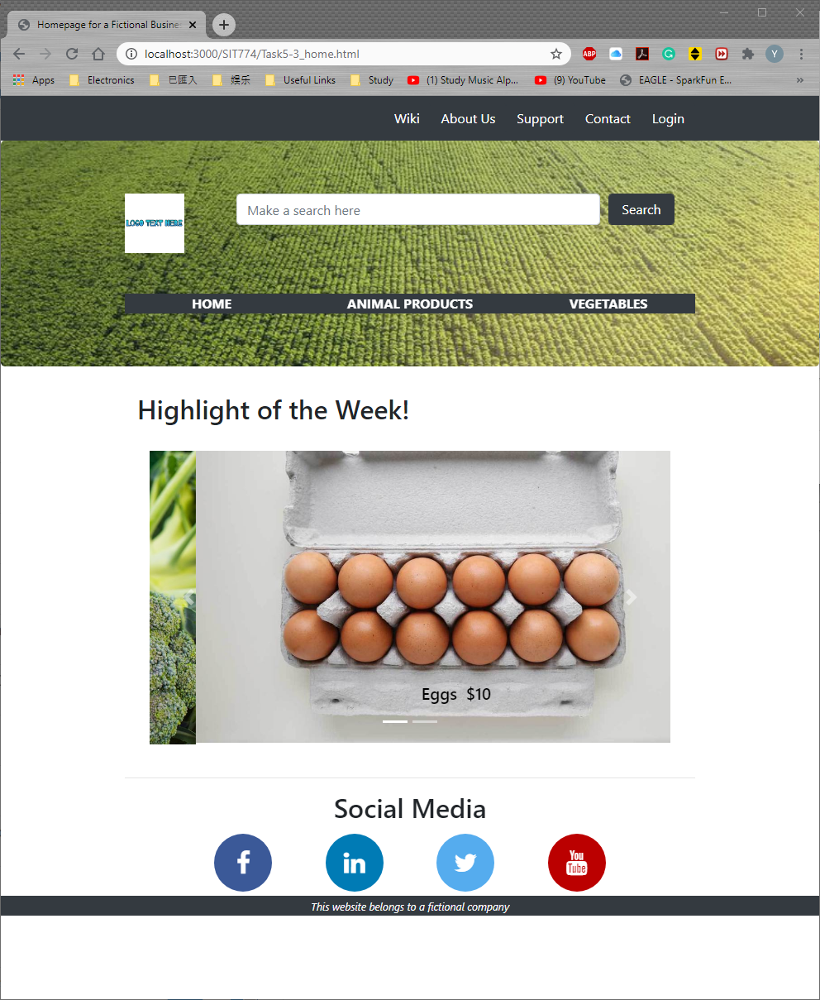 Homepage for a Fictional Busine
localhost:3000/SIT774/Task5-3_home.html
ABP
Y
Apps Electronics 已匯入 娱乐 Useful Links Study (1) Study Music Alp... (9) YouTube EAGLE - SparkFun E... »
Wiki About Us Support Contact Login
LOGO TEXT HERE
Make a search here Search
HOME ANIMAL PRODUCTS VEGETABLES
Highlight of the Week!
Eggs $10
Social Media
f in You Tube
This website belongs to a fictional company